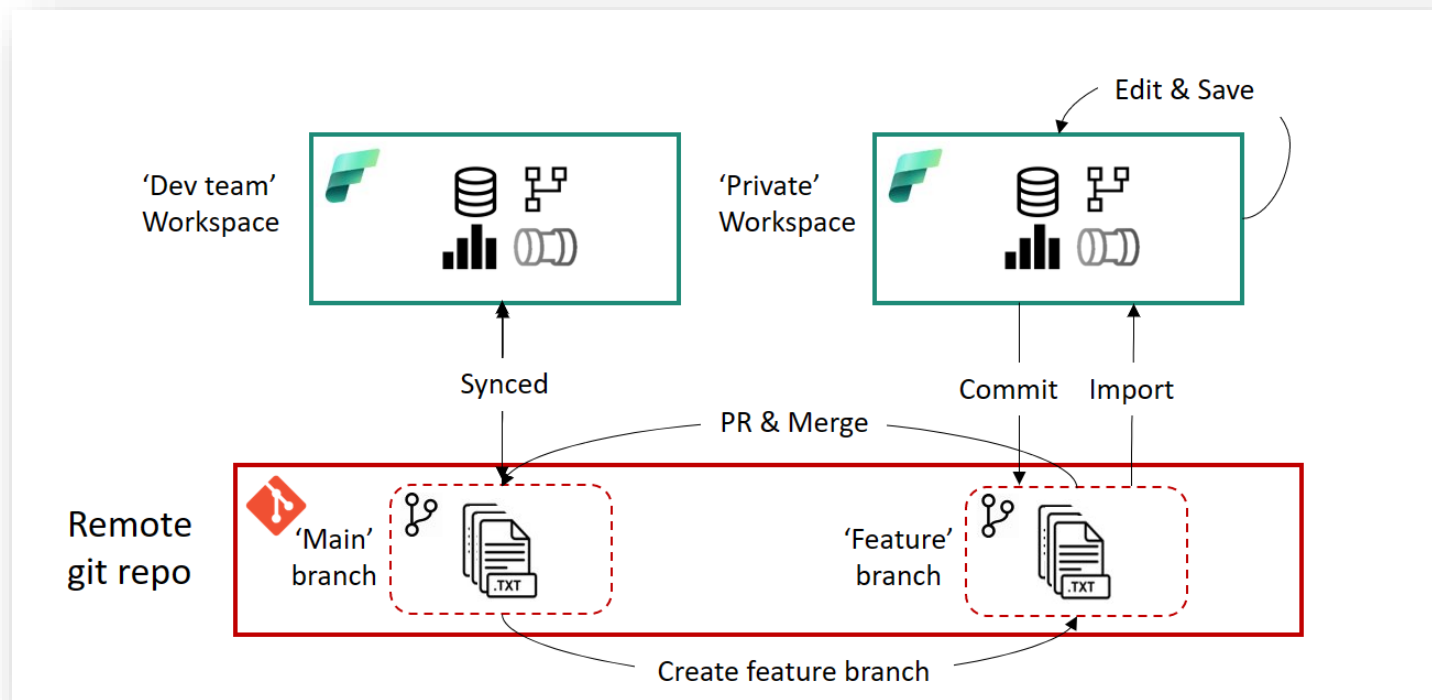 Edit & Save
‘Dev team’
Workspace
‘Private’
Workspace
Synced
Commit
Import
PR & Merge
Remote
git repo
‘Main’
branch
.TXT
‘Feature’
branch
.TXT
Create feature branch